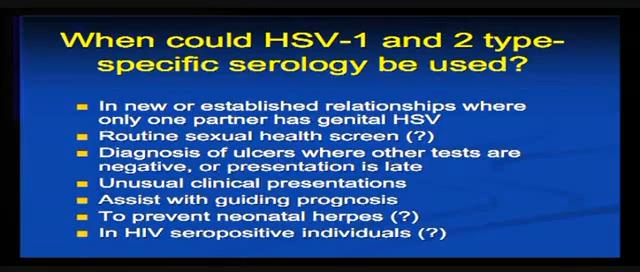 When could HSV-1 and 2 type-
specific serology be used?
In new or established relationships where
only one partner has genital HSV
Routine sexual health screen (?)
Diagnosis of ulcers where other tests are
negative, or presentation is late
Unusual clinical presentations
Assist with guiding prognosis
To prevent neonatal herpes (?)
In HIV seropositive individuals (?)